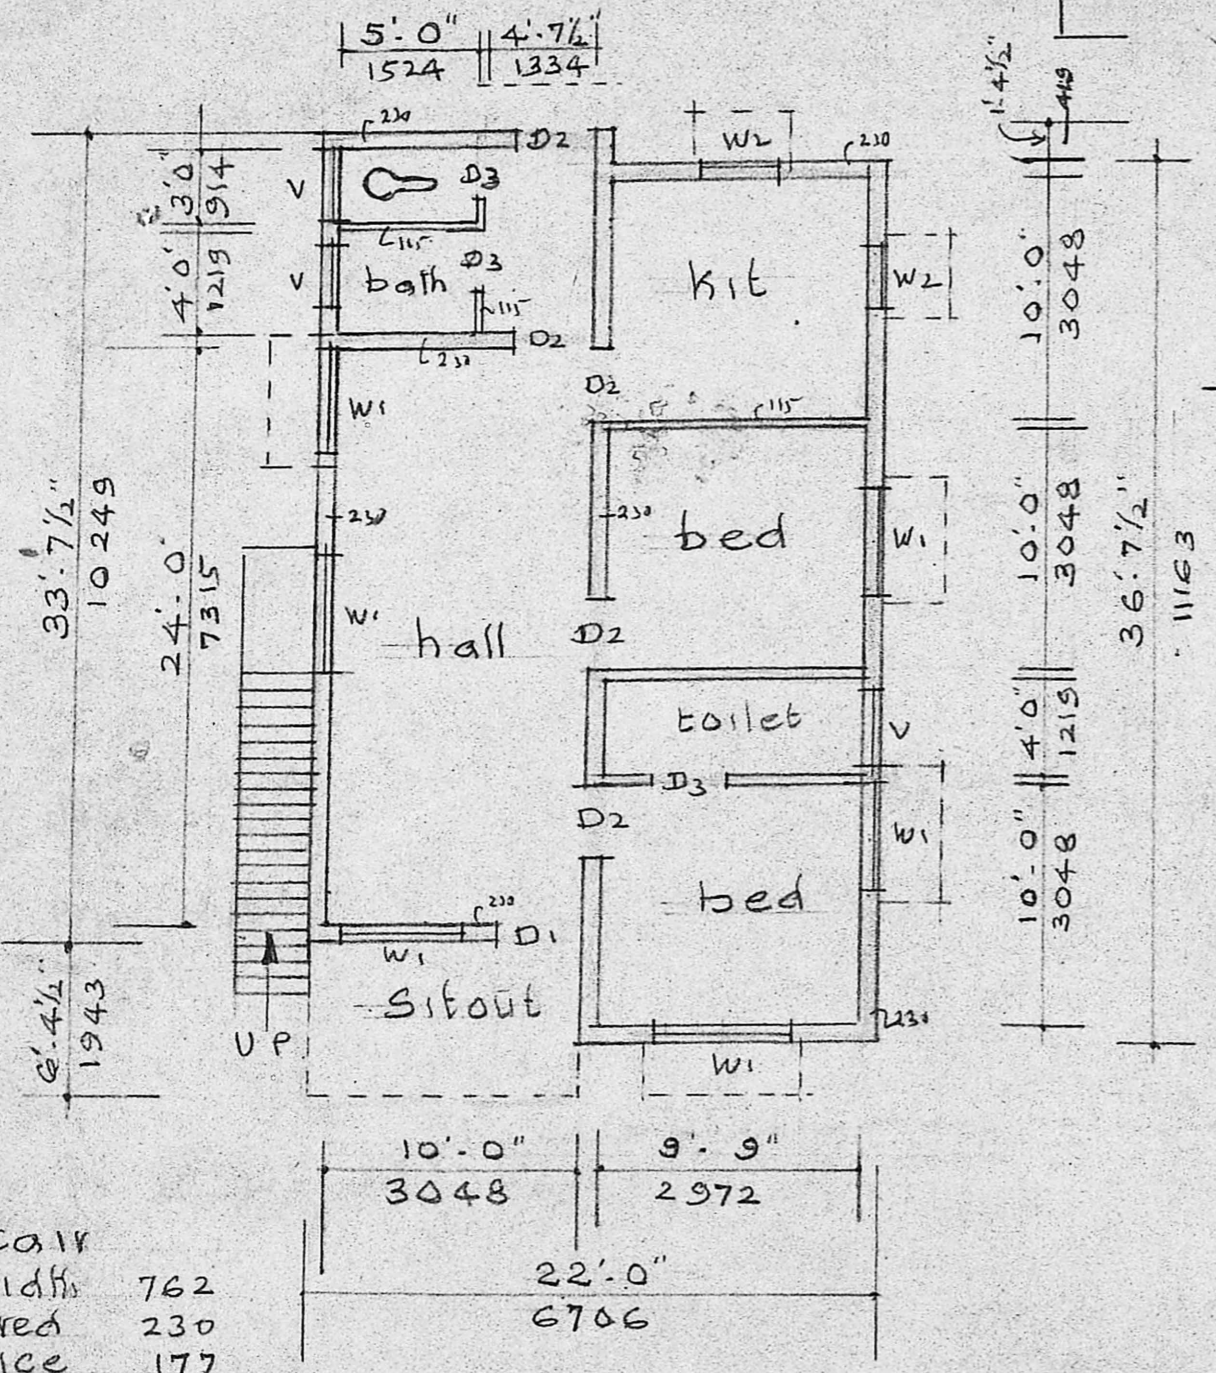 5'-0" 4'-7½"
1524 1334
1'-4½"
419
230 D2 W2 230
3'0"
914
V D3
115
4'0"
1219
V bath D3
115
kit W2
10'-0"
3048
D2
230
W1 D2
115
33'-7½"
10249
24'-0"
7315
230 230 bed W1
10'-0"
3048
36'-7½"
11163
W1 hall D2
toilet V
4'0"
1219
D3
D2 W1
bed
10'-0"
3048
230
W1 D1
Sitout
6'-4½"
1943
UP 230
W1
10'-0" 9'-9"
3048 2972
22'-0"
6706
762
230
177